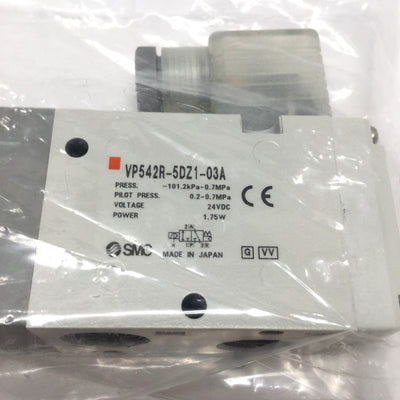 VP542R-5DZ1-03A
PRESS. -101.2kPa~0.7MPa
PILOT PRESS. 0.2~0.7MPa
VOLTAGE 24VDC
POWER 1.75W
CE
SMC MADE IN JAPAN G VV